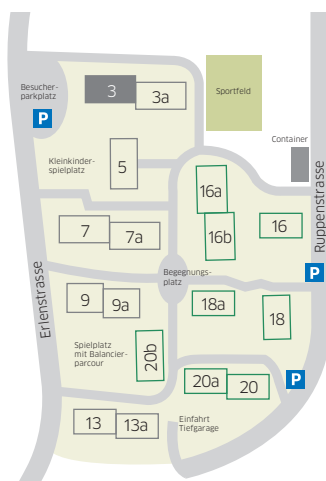 Besucher-
parkplatz
P
3
3a
Sportfeld
Container
Kleinkinder-
spielplatz
5
16a
16b
16
Ruppenstrasse
7
7a
Begegnungs-
platz
P
Erlenstrasse
9
9a
18a
18
Spielplatz
mit Balancier-
parcour
20b
20a
20
P
13
13a
Einfahrt
Tiefgarage